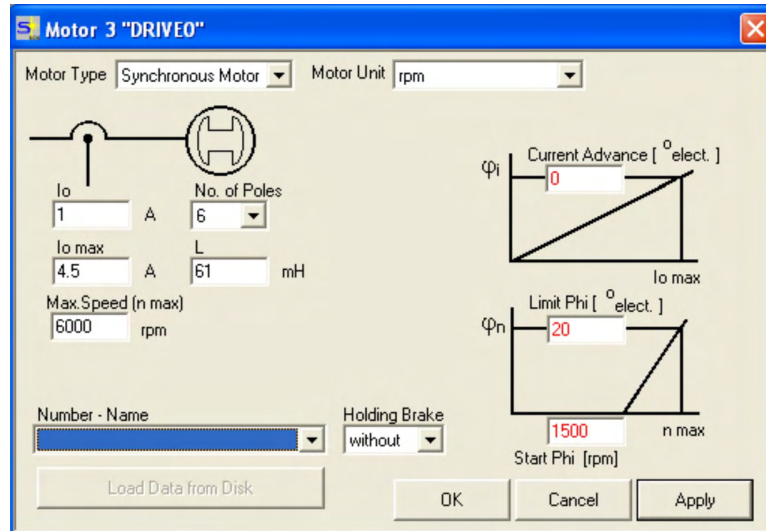 S Motor 3 "DRIVE0"
Motor Type Synchronous Motor Motor Unit rpm
Io
1 A
No. of Poles
6
Io max
4.5 A
L
61 mH
Max.Speed (n max)
6000 rpm
φi Current Advance [ °elect. ]
0
Io max
φn Limit Phi [ °elect. ]
20
1500 n max
Start Phi [rpm]
Number - Name
Holding Brake
without
Load Data from Disk
OK Cancel Apply